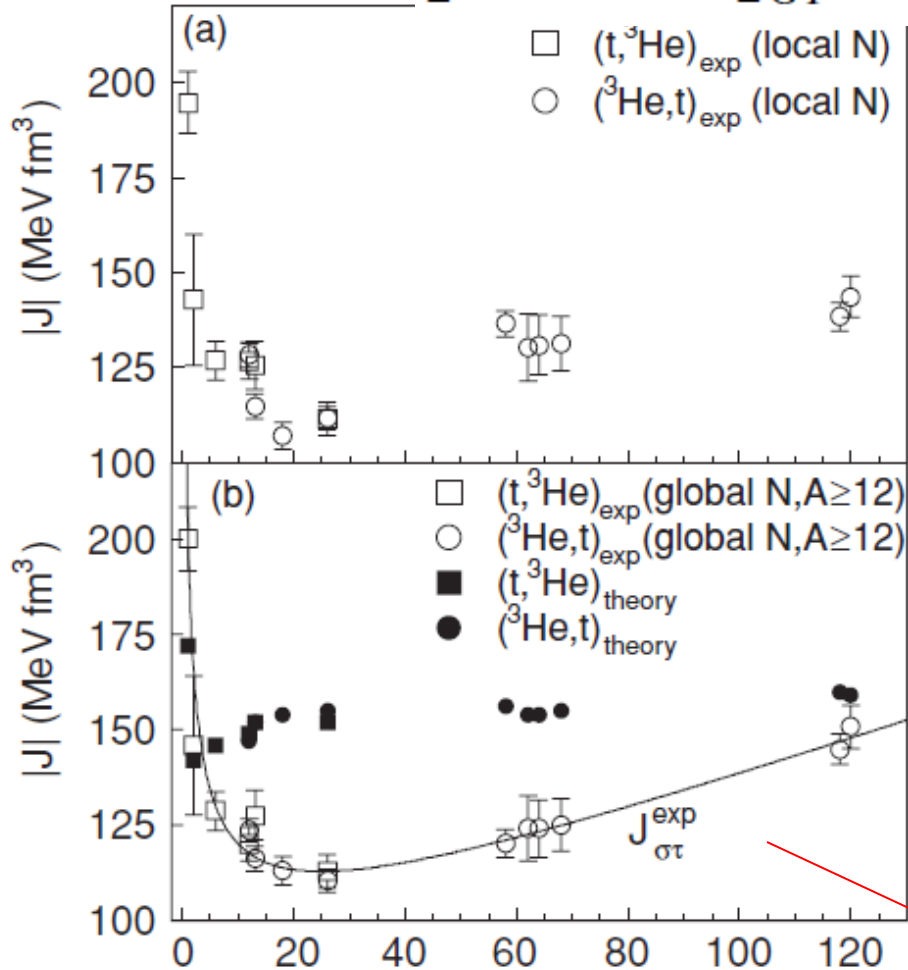 (a)
(t,³He)exp (local N)
(³He,t)exp (local N)
|J| (MeV fm³)
200
175
150
125
100
(b)
(t,³He)exp(global N,A≥12)
(³He,t)exp(global N,A≥12)
(t,³He)theory
(³He,t)theory
|J| (MeV fm³)
200
175
150
125
100
Jστ^exp
0 20 40 60 80 100 120